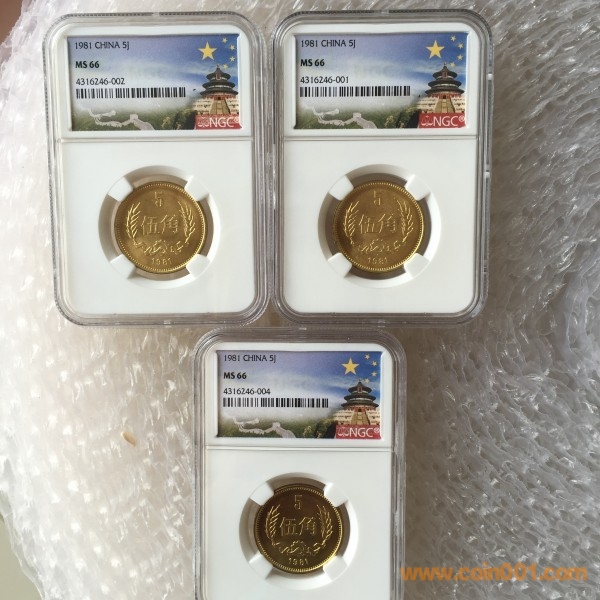 1981 CHINA 5J
MS 66
4316246-002
NGC®
5
伍角
1981
1981 CHINA 5J
MS 66
4316246-001
NGC®
5
伍角
1981
1981 CHINA 5J
MS 66
4316246-004
NGC®
5
伍角
1981
www.coin001.com